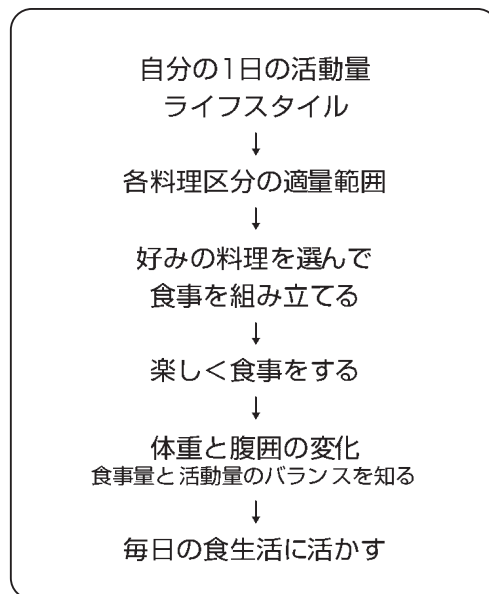 自分の1日の活動量
ライフスタイル
↓
各料理区分の適量範囲
↓
好みの料理を選んで
食事を組み立てる
↓
楽しく食事をする
↓
体重と腹囲の変化
食事量と活動量のバランスを知る
↓
毎日の食生活に活かす